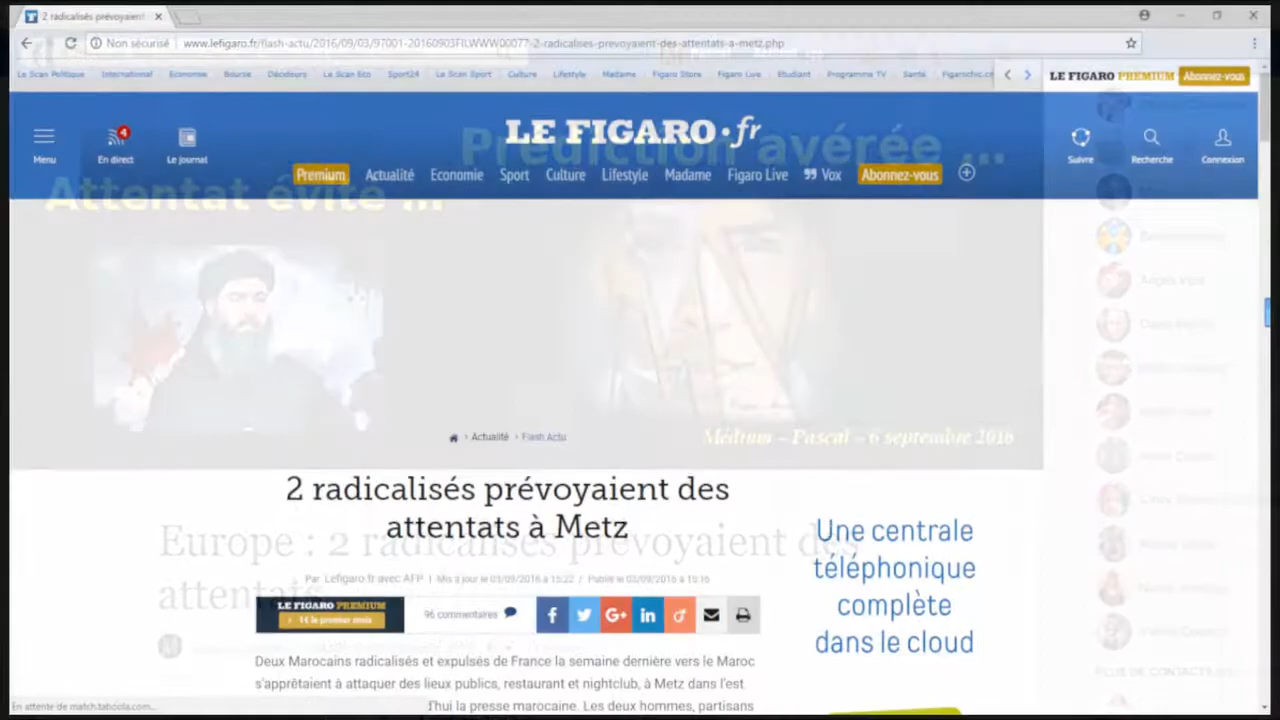 2 radicalisés prévoyaient
Non sécurisé | www.lefigaro.fr/flash-actu/2016/09/03/97001-20160903FILWWW00077-2-radicalises-prevoyaient-des-attentats-a-metz.php
Le Scan Politique International Economie Bourse Décideurs Le Scan Eco Sport24 Le Scan Sport Culture Lifestyle Madame Figaro Store Figaro Live Etudiant Programme TV Santé Figarochic.cn
LE FIGARO PREMIUM Abonnez-vous
LE FIGARO·fr
4
Menu En direct Le journal
Suivre Recherche Connexion
Prédiction avérée ...
Premium Actualité Economie Sport Culture Lifestyle Madame Figaro Live Vox Abonnez-vous
Attentat évité ...
> Actualité > Flash Actu
Médium – Pascal – 6 septembre 2016
2 radicalisés prévoyaient des
attentats à Metz
Europe : 2 radicalisés prévoyaient des
attentats
Par Lefigaro.fr avec AFP | Mis à jour le 03/09/2016 à 15:22 / Publié le 03/09/2016 à 15:16
LE FIGARO PREMIUM
1€ le premier mois
96 commentaires
Une centrale
téléphonique
complète
dans le cloud
Deux Marocains radicalisés et expulsés de France la semaine dernière vers le Maroc
s'apprêtaient à attaquer des lieux publics, restaurant et nightclub, à Metz dans l'est
'hui la presse marocaine. Les deux hommes, partisans
PLUS DE CONTACTS
En attente de match.taboola.com...